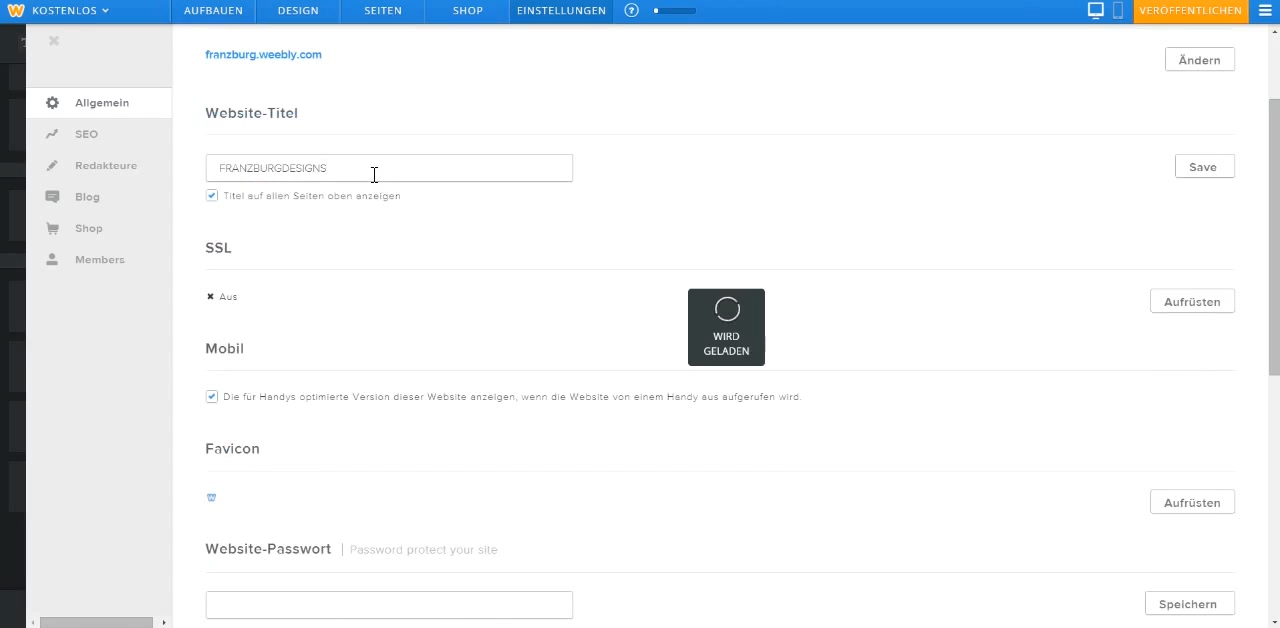 KOSTENLOS
AUFBAUEN
DESIGN
SEITEN
SHOP
EINSTELLUNGEN
VERÖFFENTLICHEN
franzburg.weebly.com
Ändern
Allgemein
SEO
Redakteure
Blog
Shop
Members
Website-Titel
FRANZBURGDESIGNS
Save
Titel auf allen Seiten oben anzeigen
SSL
Aus
Aufrüsten
WIRD
GELADEN
Mobil
Die für Handys optimierte Version dieser Website anzeigen, wenn die Website von einem Handy aus aufgerufen wird.
Favicon
Aufrüsten
Website-Passwort | Password protect your site
Speichern